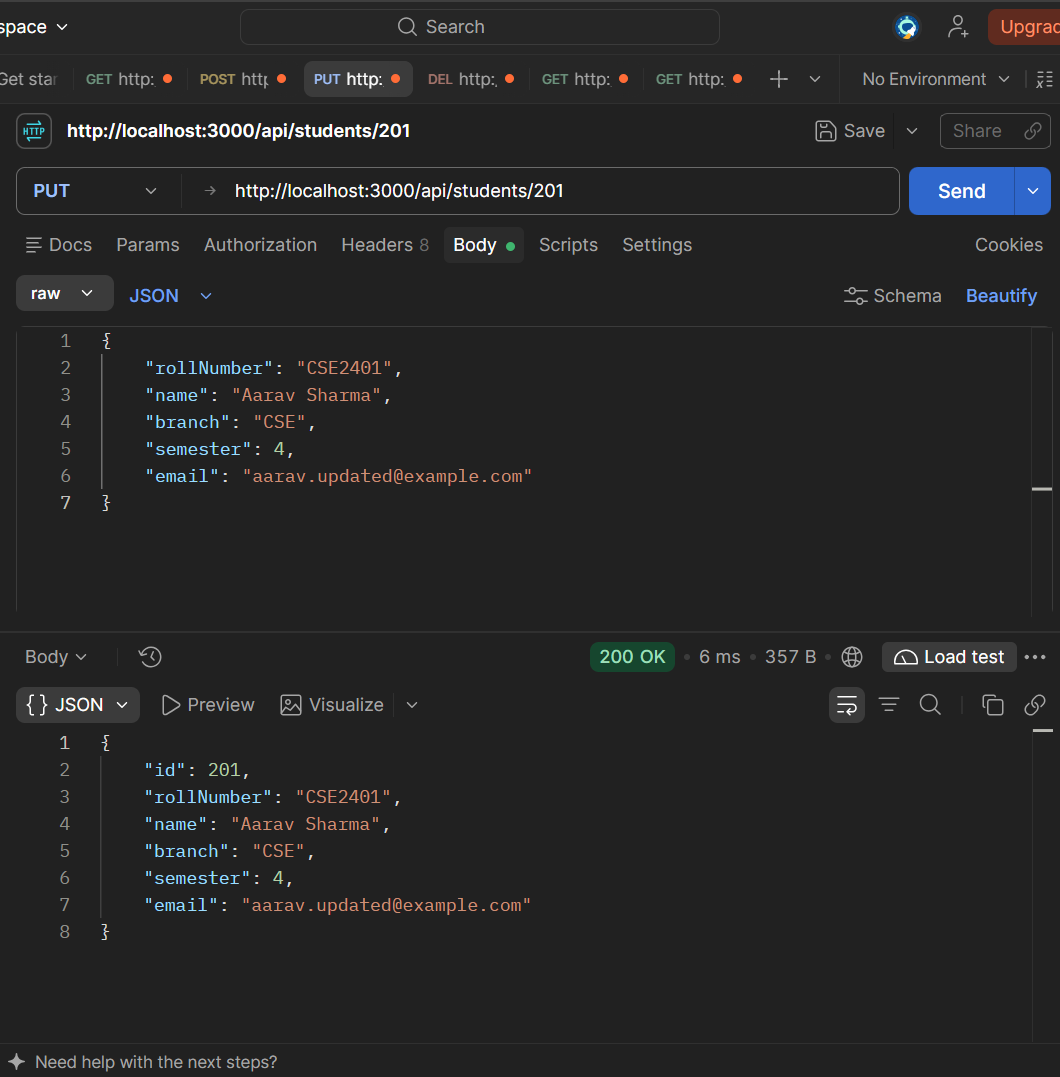 space
Search
Upgrad
Get star GET http: POST http PUT http: DEL http: GET http: GET http: No Environment
HTTP http://localhost:3000/api/students/201 Save Share
PUT http://localhost:3000/api/students/201 Send
Docs Params Authorization Headers 8 Body Scripts Settings Cookies
raw JSON Schema Beautify
1 {
2 "rollNumber": "CSE2401",
3 "name": "Aarav Sharma",
4 "branch": "CSE",
5 "semester": 4,
6 "email": "aarav.updated@example.com"
7 }
Body 200 OK 6 ms 357 B Load test
{ } JSON Preview Visualize
1 {
2 "id": 201,
3 "rollNumber": "CSE2401",
4 "name": "Aarav Sharma",
5 "branch": "CSE",
6 "semester": 4,
7 "email": "aarav.updated@example.com"
8 }
Need help with the next steps?